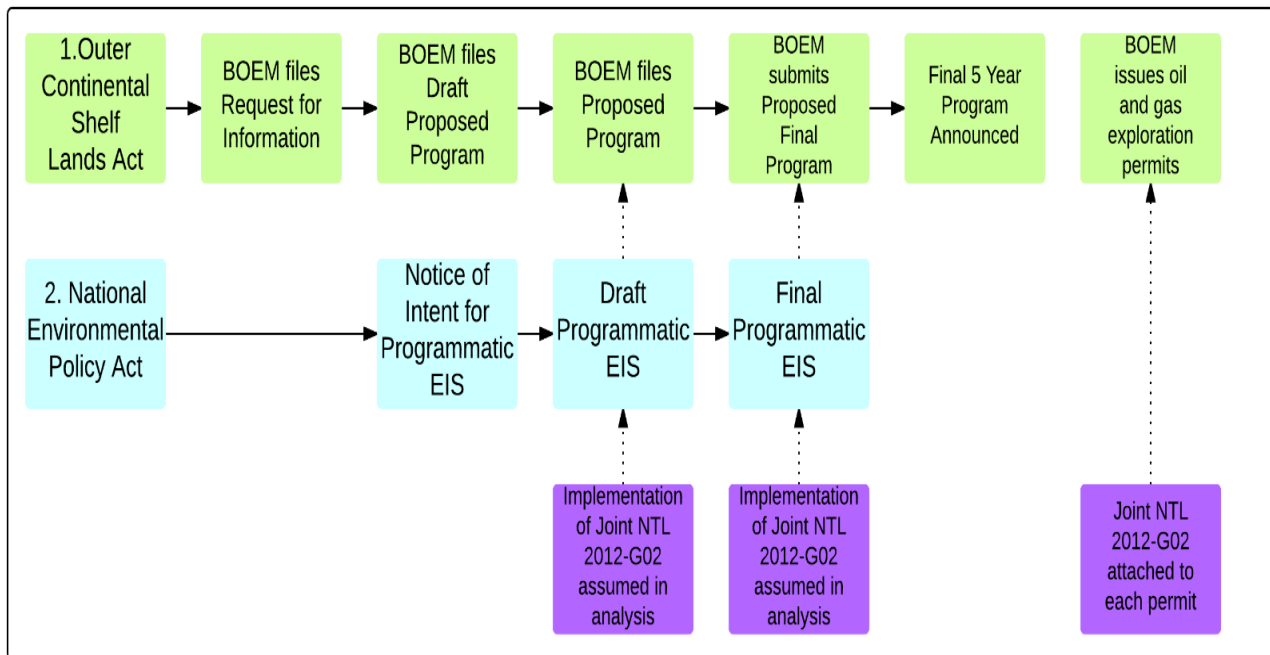 1.Outer
Continental
Shelf
Lands Act
BOEM files
Request for
Information
BOEM files
Draft
Proposed
Program
BOEM files
Proposed
Program
BOEM
submits
Proposed
Final
Program
Final 5 Year
Program
Announced
BOEM
issues oil
and gas
exploration
permits
2. National
Environmental
Policy Act
Notice of
Intent for
Programmatic
EIS
Draft
Programmatic
EIS
Final
Programmatic
EIS
Implementation
of Joint NTL
2012-G02
assumed in
analysis
Implementation
of Joint NTL
2012-G02
assumed in
analysis
Joint NTL
2012-G02
attached to
each permit